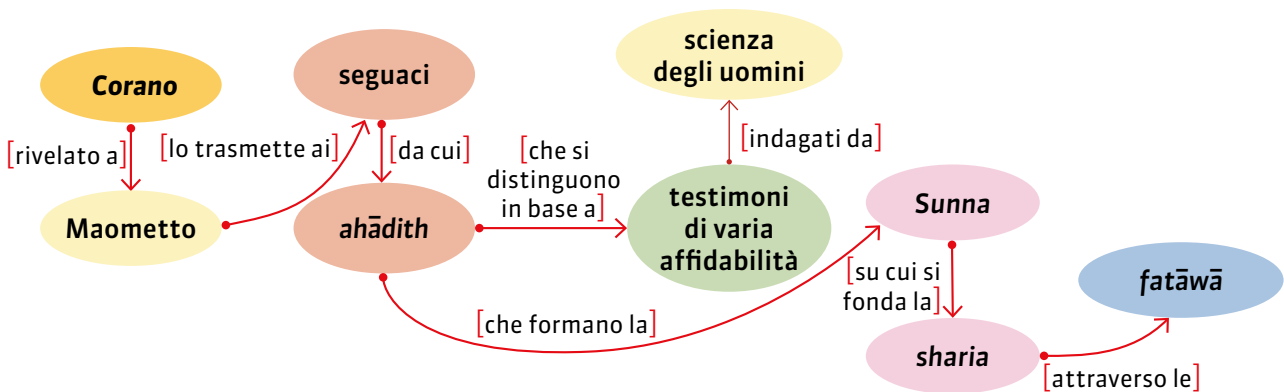 Corano
[rivelato a]
Maometto
[lo trasmette ai]
seguaci
[da cui]
ahādith
[che si
distinguono
in base a]
testimoni
di varia
affidabilità
[indagati da]
scienza
degli uomini
[che formano la]
Sunna
[su cui si
fonda la]
sharia
[attraverso le]
fatāwā